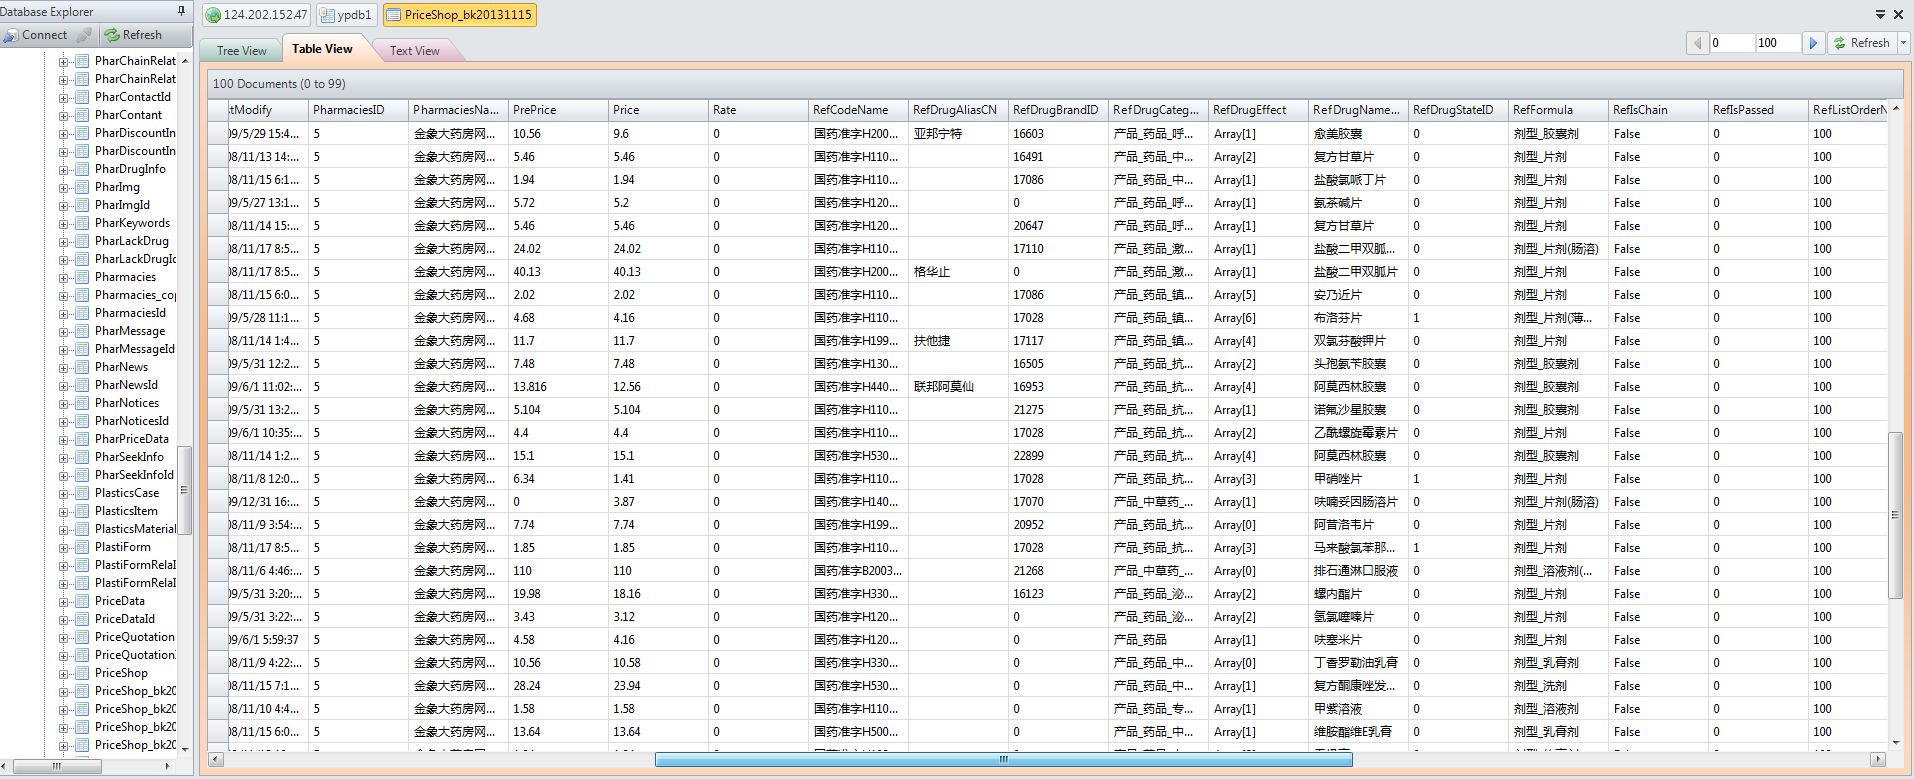 Database Explorer
Connect Refresh
PharChainRelat
PharChainRelat
PharContactId
PharContant
PharDiscountIn
PharDiscountIn
PharDrugInfo
PharImg
PharImgId
PharKeywords
PharLackDrug
PharLackDrugId
Pharmacies
Pharmacies_cop
PharmaciesId
PharMessage
PharMessageId
PharNews
PharNewsId
PharNotices
PharNoticesId
PharPriceData
PharSeekInfo
PharSeekInfoId
PlasticsCase
PlasticsItem
PlasticsMaterial
PlastiForm
PlastiFormRelaI
PlastiFormRelaI
PriceData
PriceDataId
PriceQuotation
PriceQuotation
PriceShop
PriceShop_bk20
PriceShop_bk20
PriceShop_bk20
PriceShop_bk20
124.202.152.47 ypdb1 PriceShop_bk20131115
Tree View Table View Text View
0 100 Refresh
100 Documents (0 to 99)
stModify PharmaciesID PharmaciesNa... PrePrice Price Rate RefCodeName RefDrugAliasCN RefDrugBrandID RefDrugCateg... RefDrugEffect RefDrugName... RefDrugStateID RefFormula RefIsChain RefIsPassed RefListOrderN
09/5/29 15:4... 5 金象大药房网... 10.56 9.6 0 国药准字H200... 亚邦宁特 16603 产品_药品_呼... Array[1] 愈美胶囊 0 剂型_胶囊剂 False 0 100
08/11/13 14:... 5 金象大药房网... 5.46 5.46 0 国药准字H110... 16491 产品_药品_中... Array[2] 复方甘草片 0 剂型_片剂 False 0 100
08/11/15 6:1... 5 金象大药房网... 1.94 1.94 0 国药准字H110... 17086 产品_药品_中... Array[1] 盐酸氯哌丁片 0 剂型_片剂 False 0 100
09/5/27 13:1... 5 金象大药房网... 5.72 5.2 0 国药准字H120... 0 产品_药品_呼... Array[1] 氨茶碱片 0 剂型_片剂 False 0 100
08/11/14 15:... 5 金象大药房网... 5.46 5.46 0 国药准字H120... 20647 产品_药品_呼... Array[1] 复方甘草片 0 剂型_片剂 False 0 100
08/11/17 8:5... 5 金象大药房网... 24.02 24.02 0 国药准字H110... 17110 产品_药品_激... Array[1] 盐酸二甲双胍... 0 剂型_片剂(肠溶) False 0 100
08/11/17 8:5... 5 金象大药房网... 40.13 40.13 0 国药准字H200... 格华止 0 产品_药品_激... Array[1] 盐酸二甲双胍片 0 剂型_片剂 False 0 100
08/11/15 6:0... 5 金象大药房网... 2.02 2.02 0 国药准字H110... 17086 产品_药品_镇... Array[5] 安乃近片 0 剂型_片剂 False 0 100
09/5/28 11:1... 5 金象大药房网... 4.68 4.16 0 国药准字H110... 17028 产品_药品_镇... Array[6] 布洛芬片 1 剂型_片剂(薄... False 0 100
08/11/14 1:4... 5 金象大药房网... 11.7 11.7 0 国药准字H199... 扶他捷 17117 产品_药品_镇... Array[4] 双氯芬酸钾片 0 剂型_片剂 False 0 100
09/5/31 12:2... 5 金象大药房网... 7.48 7.48 0 国药准字H130... 16505 产品_药品_抗... Array[2] 头孢氨苄胶囊 0 剂型_胶囊剂 False 0 100
09/6/1 11:02:... 5 金象大药房网... 13.816 12.56 0 国药准字H440... 联邦阿莫仙 16953 产品_药品_抗... Array[4] 阿莫西林胶囊 0 剂型_胶囊剂 False 0 100
09/5/31 13:2... 5 金象大药房网... 5.104 5.104 0 国药准字H110... 21275 产品_药品_抗... Array[1] 诺氟沙星胶囊 0 剂型_胶囊剂 False 0 100
09/6/1 10:35:... 5 金象大药房网... 4.4 4.4 0 国药准字H110... 17028 产品_药品_抗... Array[2] 乙酰螺旋霉素片 0 剂型_片剂 False 0 100
08/11/14 1:2... 5 金象大药房网... 15.1 15.1 0 国药准字H530... 22899 产品_药品_抗... Array[4] 阿莫西林胶囊 0 剂型_胶囊剂 False 0 100
08/11/8 12:0... 5 金象大药房网... 6.34 1.41 0 国药准字H110... 17028 产品_药品_抗... Array[3] 甲硝唑片 1 剂型_片剂 False 0 100
99/12/31 16:... 5 金象大药房网... 0 3.87 0 国药准字H140... 17070 产品_中草药_... Array[1] 呋喃妥因肠溶片 0 剂型_片剂(肠溶) False 0 100
08/11/9 3:54:... 5 金象大药房网... 7.74 7.74 0 国药准字H199... 20952 产品_药品_抗... Array[0] 阿昔洛韦片 0 剂型_片剂 False 0 100
08/11/17 8:5... 5 金象大药房网... 1.85 1.85 0 国药准字H110... 17028 产品_药品_抗... Array[3] 马来酸氯苯那... 1 剂型_片剂 False 0 100
08/11/6 4:46:... 5 金象大药房网... 110 110 0 国药准字B2003... 21268 产品_中草药_... Array[0] 排石通淋口服液 0 剂型_溶液剂(... False 0 100
09/5/31 3:20:... 5 金象大药房网... 19.98 18.16 0 国药准字H330... 16123 产品_药品_泌... Array[2] 螺内酯片 0 剂型_片剂 False 0 100
09/5/31 3:22:... 5 金象大药房网... 3.43 3.12 0 国药准字H120... 0 产品_药品_泌... Array[2] 氢氯噻嗪片 0 剂型_片剂 False 0 100
09/6/1 5:59:37 5 金象大药房网... 4.58 4.16 0 国药准字H120... 0 产品_药品 Array[1] 呋塞米片 0 剂型_片剂 False 0 100
08/11/9 4:22:... 5 金象大药房网... 10.56 10.58 0 国药准字H330... 0 产品_药品_中... Array[0] 丁香罗勒油乳膏 0 剂型_乳膏剂 False 0 100
08/11/15 7:1... 5 金象大药房网... 28.24 23.94 0 国药准字H530... 0 产品_药品_中... Array[1] 复方酮康唑发... 0 剂型_洗剂 False 0 100
08/11/10 4:4... 5 金象大药房网... 1.58 1.58 0 国药准字H110... 0 产品_药品_专... Array[1] 甲紫溶液 0 剂型_溶液剂 False 0 100
08/11/15 6:0... 5 金象大药房网... 13.64 13.64 0 国药准字H500... 0 产品_药品_中... Array[1] 维胺酯维E乳膏 0 剂型_乳膏剂 False 0 100